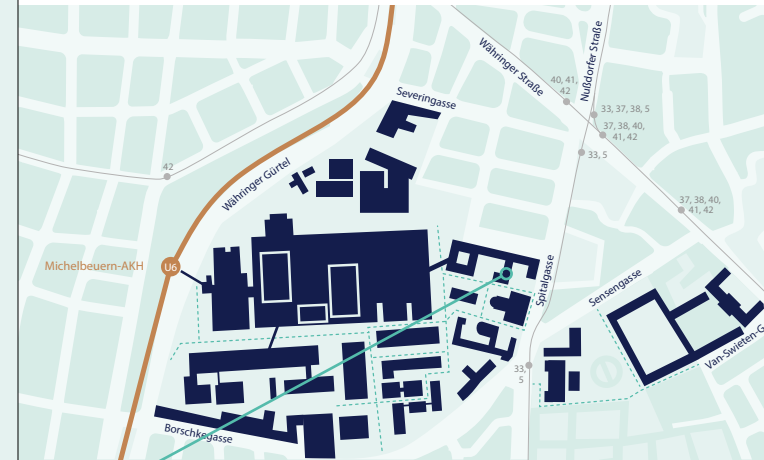 Währinger Straße
Nußdorfer Straße
40, 41,
42
Severingasse
33, 37, 38, 5
37, 38, 40,
41, 42
33, 5
42
Währinger Gürtel
37, 38, 40,
41, 42
Michelbeuern-AKH
U6
Spitalgasse
Sensengasse
Van-Swieten-G
33,
5
Borschkegasse